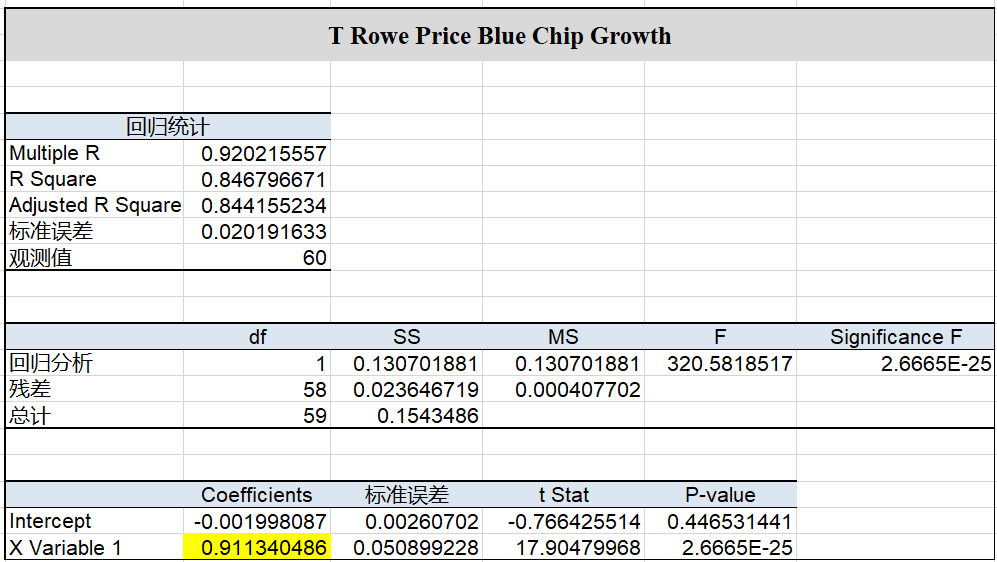 T Rowe Price Blue Chip Growth
回归统计
Multiple R 0.920215557
R Square 0.846796671
Adjusted R Square 0.844155234
标准误差 0.020191633
观测值 60
df SS MS F Significance F
回归分析 1 0.130701881 0.130701881 320.5818517 2.6665E-25
残差 58 0.023646719 0.000407702
总计 59 0.1543486
Coefficients 标准误差 t Stat P-value
Intercept -0.001998087 0.00260702 -0.766425514 0.446531441
X Variable 1 0.911340486 0.050899228 17.90479968 2.6665E-25